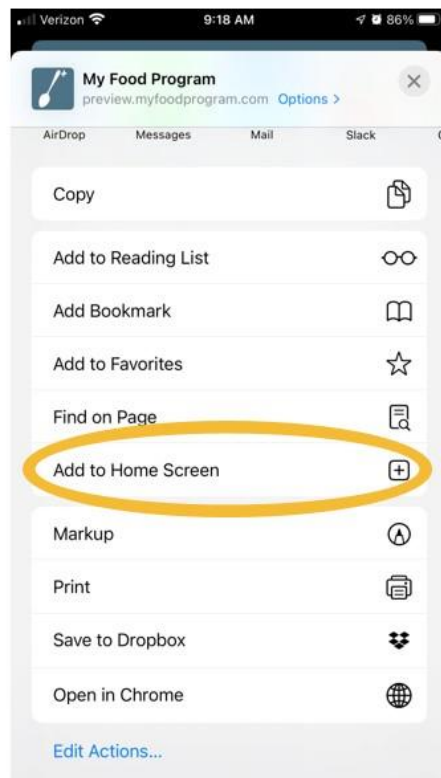 Verizon 9:18 AM 86%
My Food Program
preview.myfoodprogram.com Options >
AirDrop Messages Mail Slack
Copy
Add to Reading List
Add Bookmark
Add to Favorites
Find on Page
Add to Home Screen
Markup
Print
Save to Dropbox
Open in Chrome
Edit Actions...